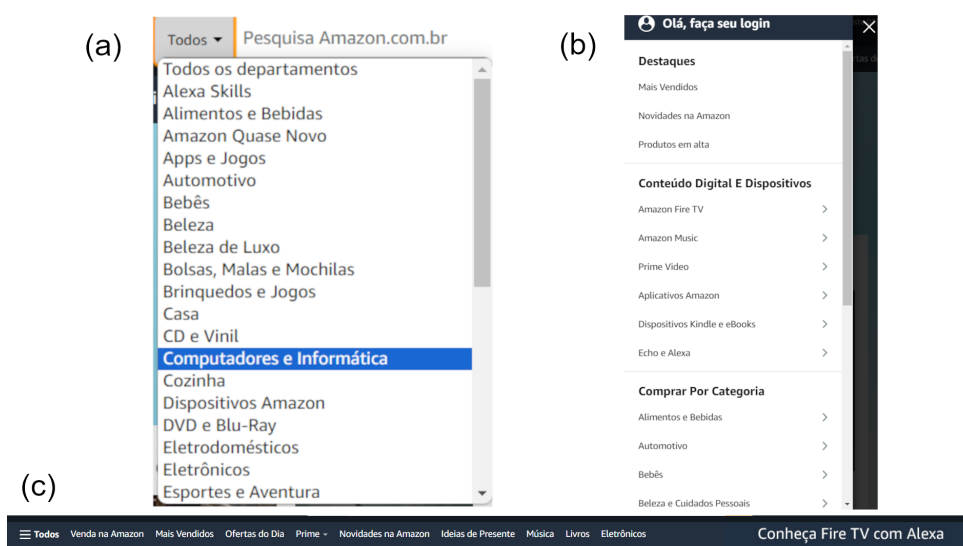 (a)
Todos
Pesquisa Amazon.com.br
Todos os departamentos
Alexa Skills
Alimentos e Bebidas
Amazon Quase Novo
Apps e Jogos
Automotivo
Bebês
Beleza
Beleza de Luxo
Bolsas, Malas e Mochilas
Brinquedos e Jogos
Casa
CD e Vinil
Computadores e Informática
Cozinha
Dispositivos Amazon
DVD e Blu-Ray
Eletrodomésticos
Eletrônicos
Esportes e Aventura
(b)
Olá, faça seu login
Destaques
Mais Vendidos
Novidades na Amazon
Produtos em alta
Conteúdo Digital E Dispositivos
Amazon Fire TV
Amazon Music
Prime Video
Aplicativos Amazon
Dispositivos Kindle e eBooks
Echo e Alexa
Comprar Por Categoria
Alimentos e Bebidas
Automotivo
Bebês
Beleza e Cuidados Pessoais
(c)
Todos Venda na Amazon Mais Vendidos Ofertas do Dia Prime Novidades na Amazon Ideias de Presente Música Livros Eletrônicos Conheça Fire TV com Alexa